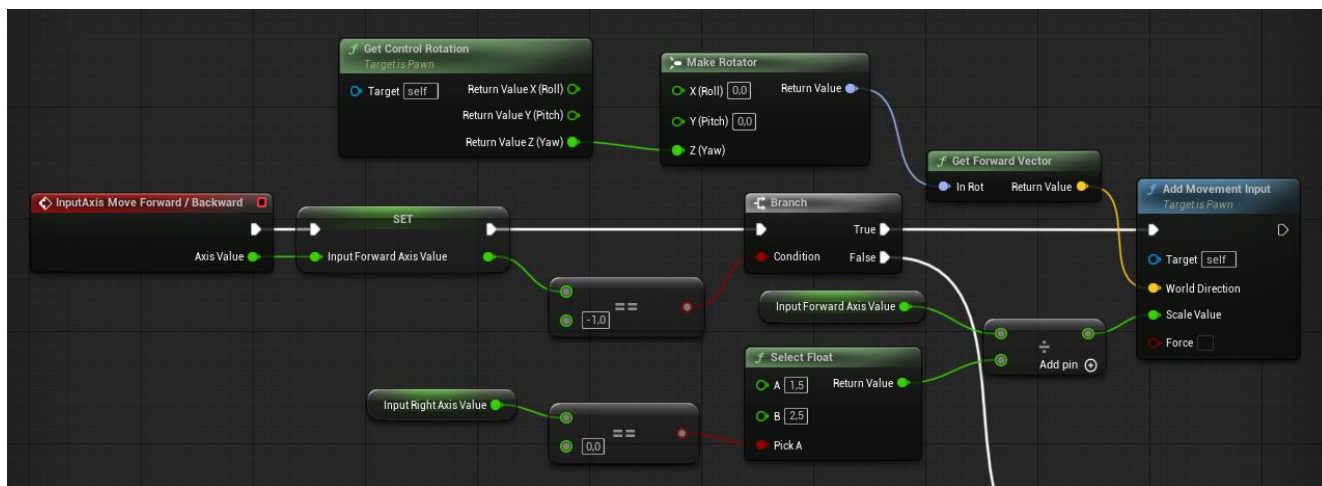 Get Control Rotation
Target is Pawn
Target self
Return Value X (Roll)
Return Value Y (Pitch)
Return Value Z (Yaw)
Make Rotator
X (Roll) 0,0
Return Value
Y (Pitch) 0,0
Z (Yaw)
Get Forward Vector
In Rot
Return Value
InputAxis Move Forward / Backward
Axis Value
SET
Input Forward Axis Value
==
-1,0
Branch
True
Condition
False
Add Movement Input
Target is Pawn
Target self
World Direction
Scale Value
Force
Input Forward Axis Value
÷
Add pin
Select Float
A 1,5
Return Value
B 2,5
Pick A
Input Right Axis Value
==
0,0